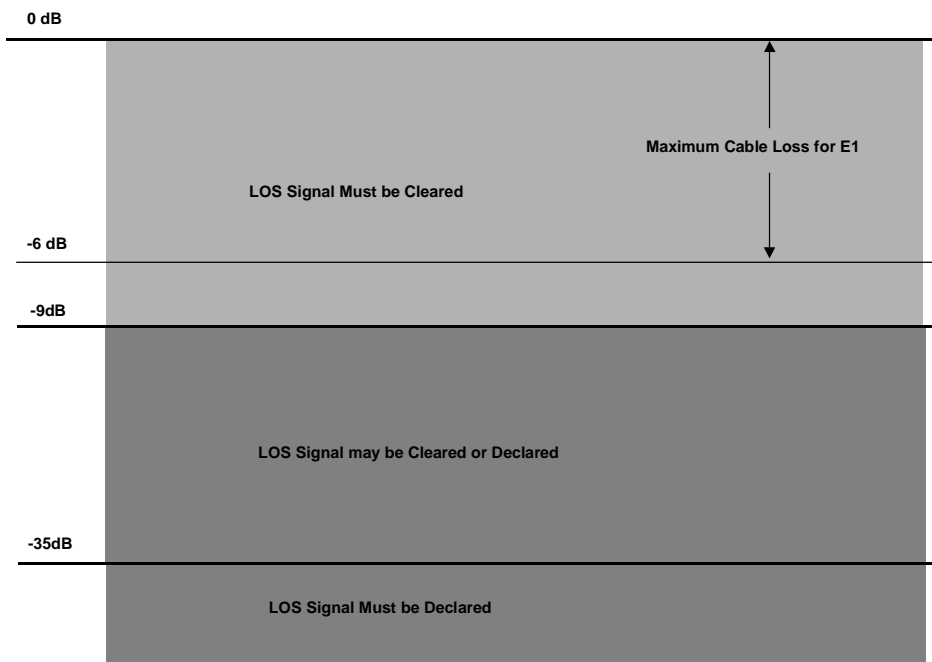 0 dB
Maximum Cable Loss for E1
LOS Signal Must be Cleared
-6 dB
-9dB
LOS Signal may be Cleared or Declared
-35dB
LOS Signal Must be Declared